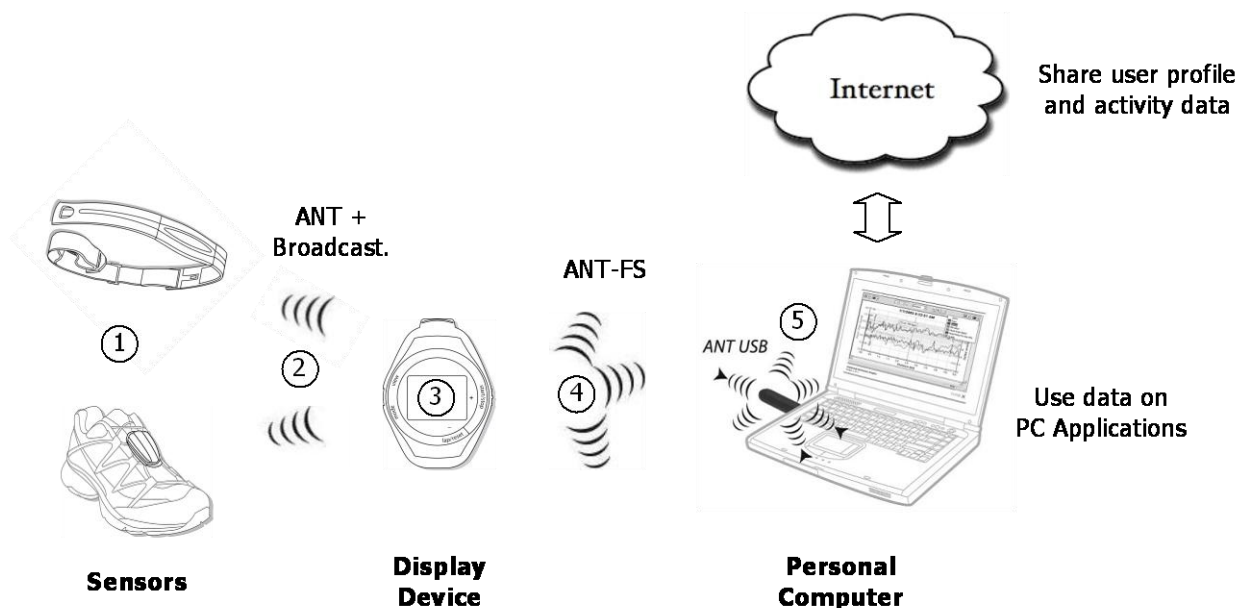 Internet
Share user profile
and activity data
ANT +
Broadcast.
ANT-FS
1
2
3
4
5
ANT USB
Use data on
PC Applications
Sensors
Display
Device
Personal
Computer